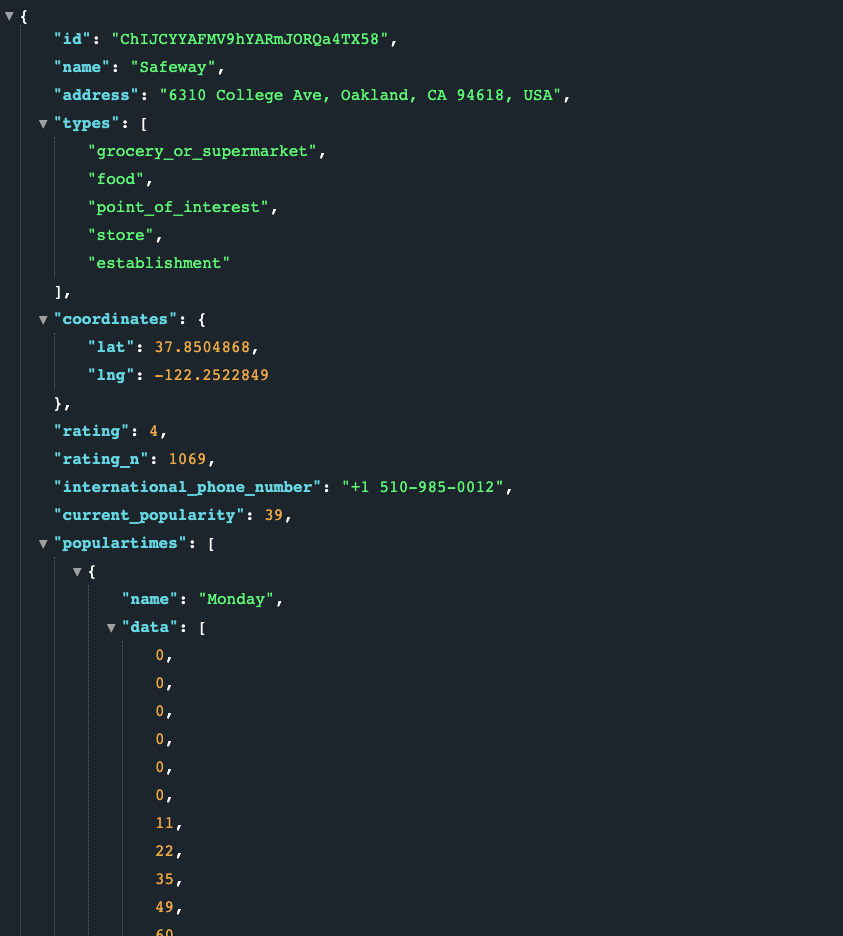 {
"id": "ChIJCYYAFMV9hYARmJORQa4TX58",
"name": "Safeway",
"address": "6310 College Ave, Oakland, CA 94618, USA",
"types": [
"grocery_or_supermarket",
"food",
"point_of_interest",
"store",
"establishment"
],
"coordinates": {
"lat": 37.8504868,
"lng": -122.2522849
},
"rating": 4,
"rating_n": 1069,
"international_phone_number": "+1 510-985-0012",
"current_popularity": 39,
"populartimes": [
{
"name": "Monday",
"data": [
0,
0,
0,
0,
0,
0,
11,
22,
35,
49,
60